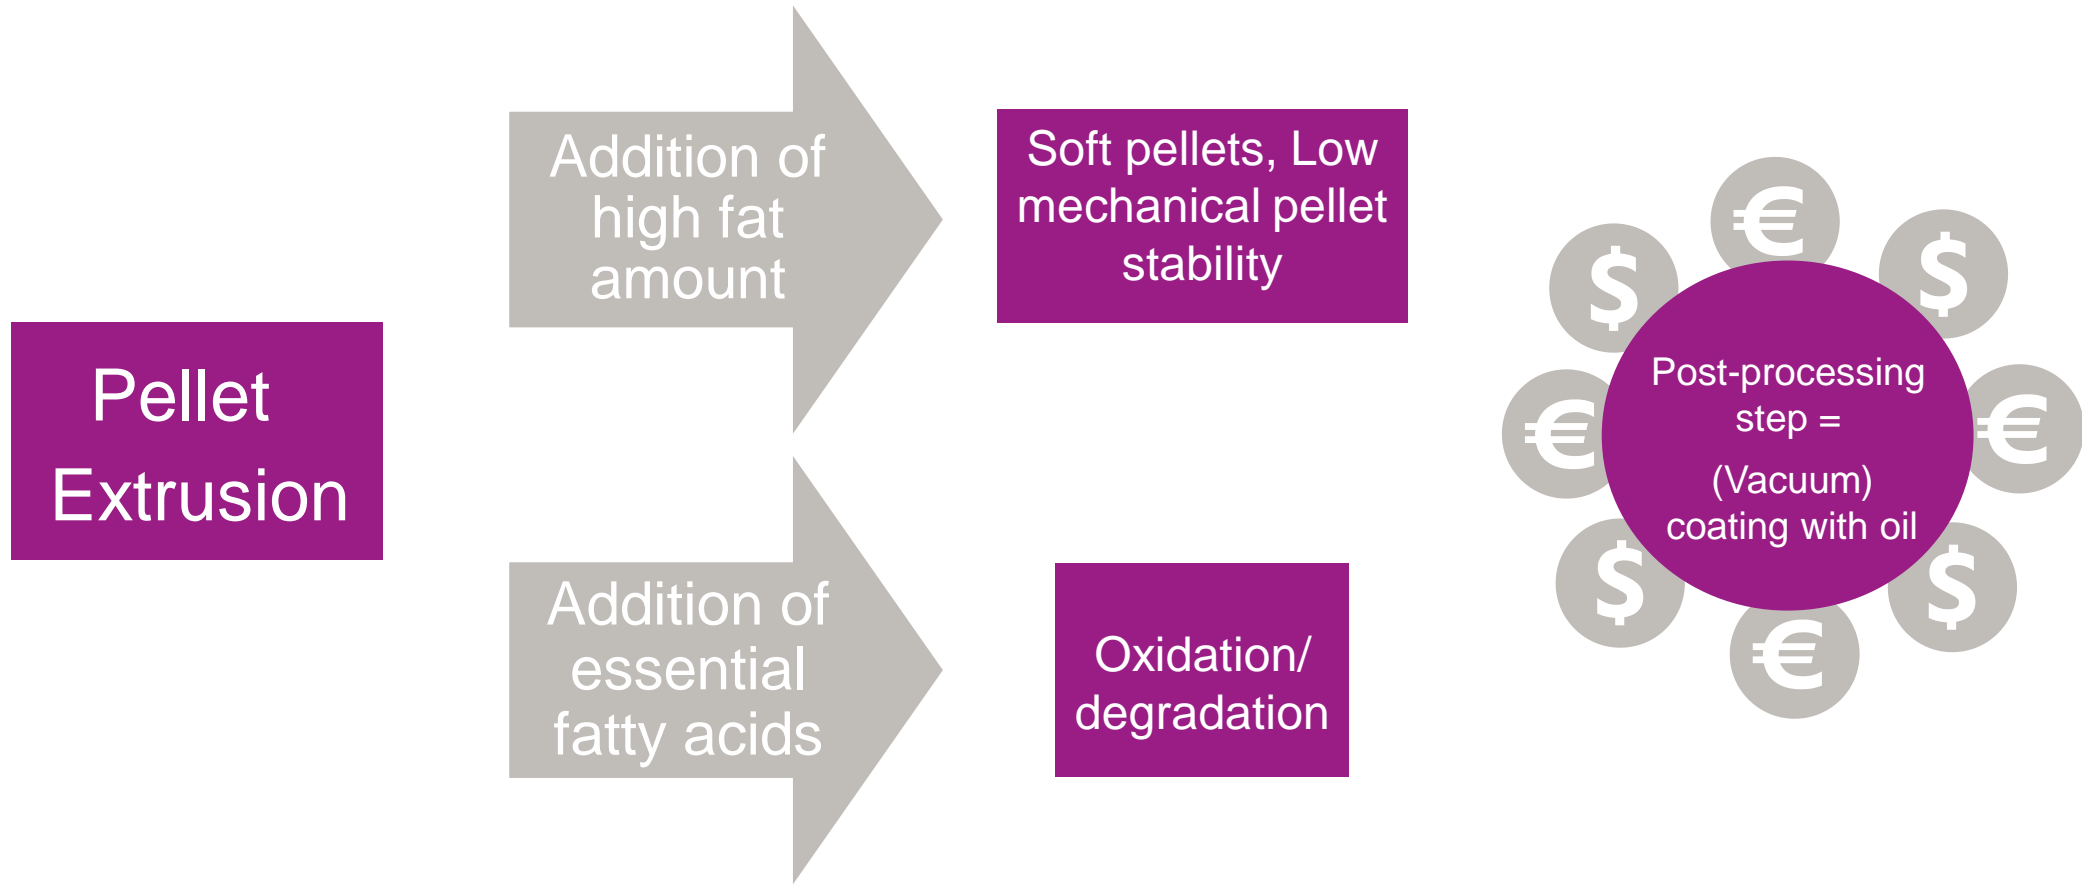 Pellet
Extrusion
Addition of
high fat
amount
Soft pellets, Low
mechanical pellet
stability
Addition of
essential
fatty acids
Oxidation/
degradation
€
$
$
€
€
$
$
€
Post-processing
step =
(Vacuum)
coating with oil